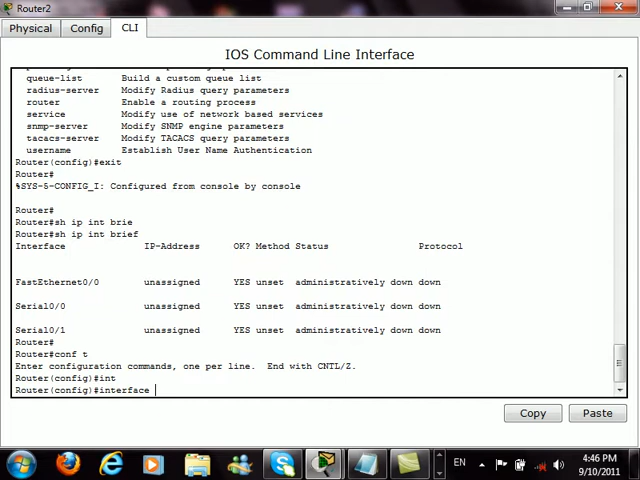 Router2
Physical Config CLI
IOS Command Line Interface
queue-list Build a custom queue list
radius-server Modify Radius query parameters
router Enable a routing process
service Modify use of network based services
snmp-server Modify SNMP engine parameters
tacacs-server Modify TACACS query parameters
username Establish User Name Authentication
Router(config)#exit
Router#
%SYS-5-CONFIG_I: Configured from console by console
Router#
Router#sh ip int brie
Router#sh ip int brief
Interface IP-Address OK? Method Status Protocol
FastEthernet0/0 unassigned YES unset administratively down down
Serial0/0 unassigned YES unset administratively down down
Serial0/1 unassigned YES unset administratively down down
Router#
Router#conf t
Enter configuration commands, one per line. End with CNTL/Z.
Router(config)#int
Router(config)#interface
Copy Paste
EN
4:46 PM
9/10/2011